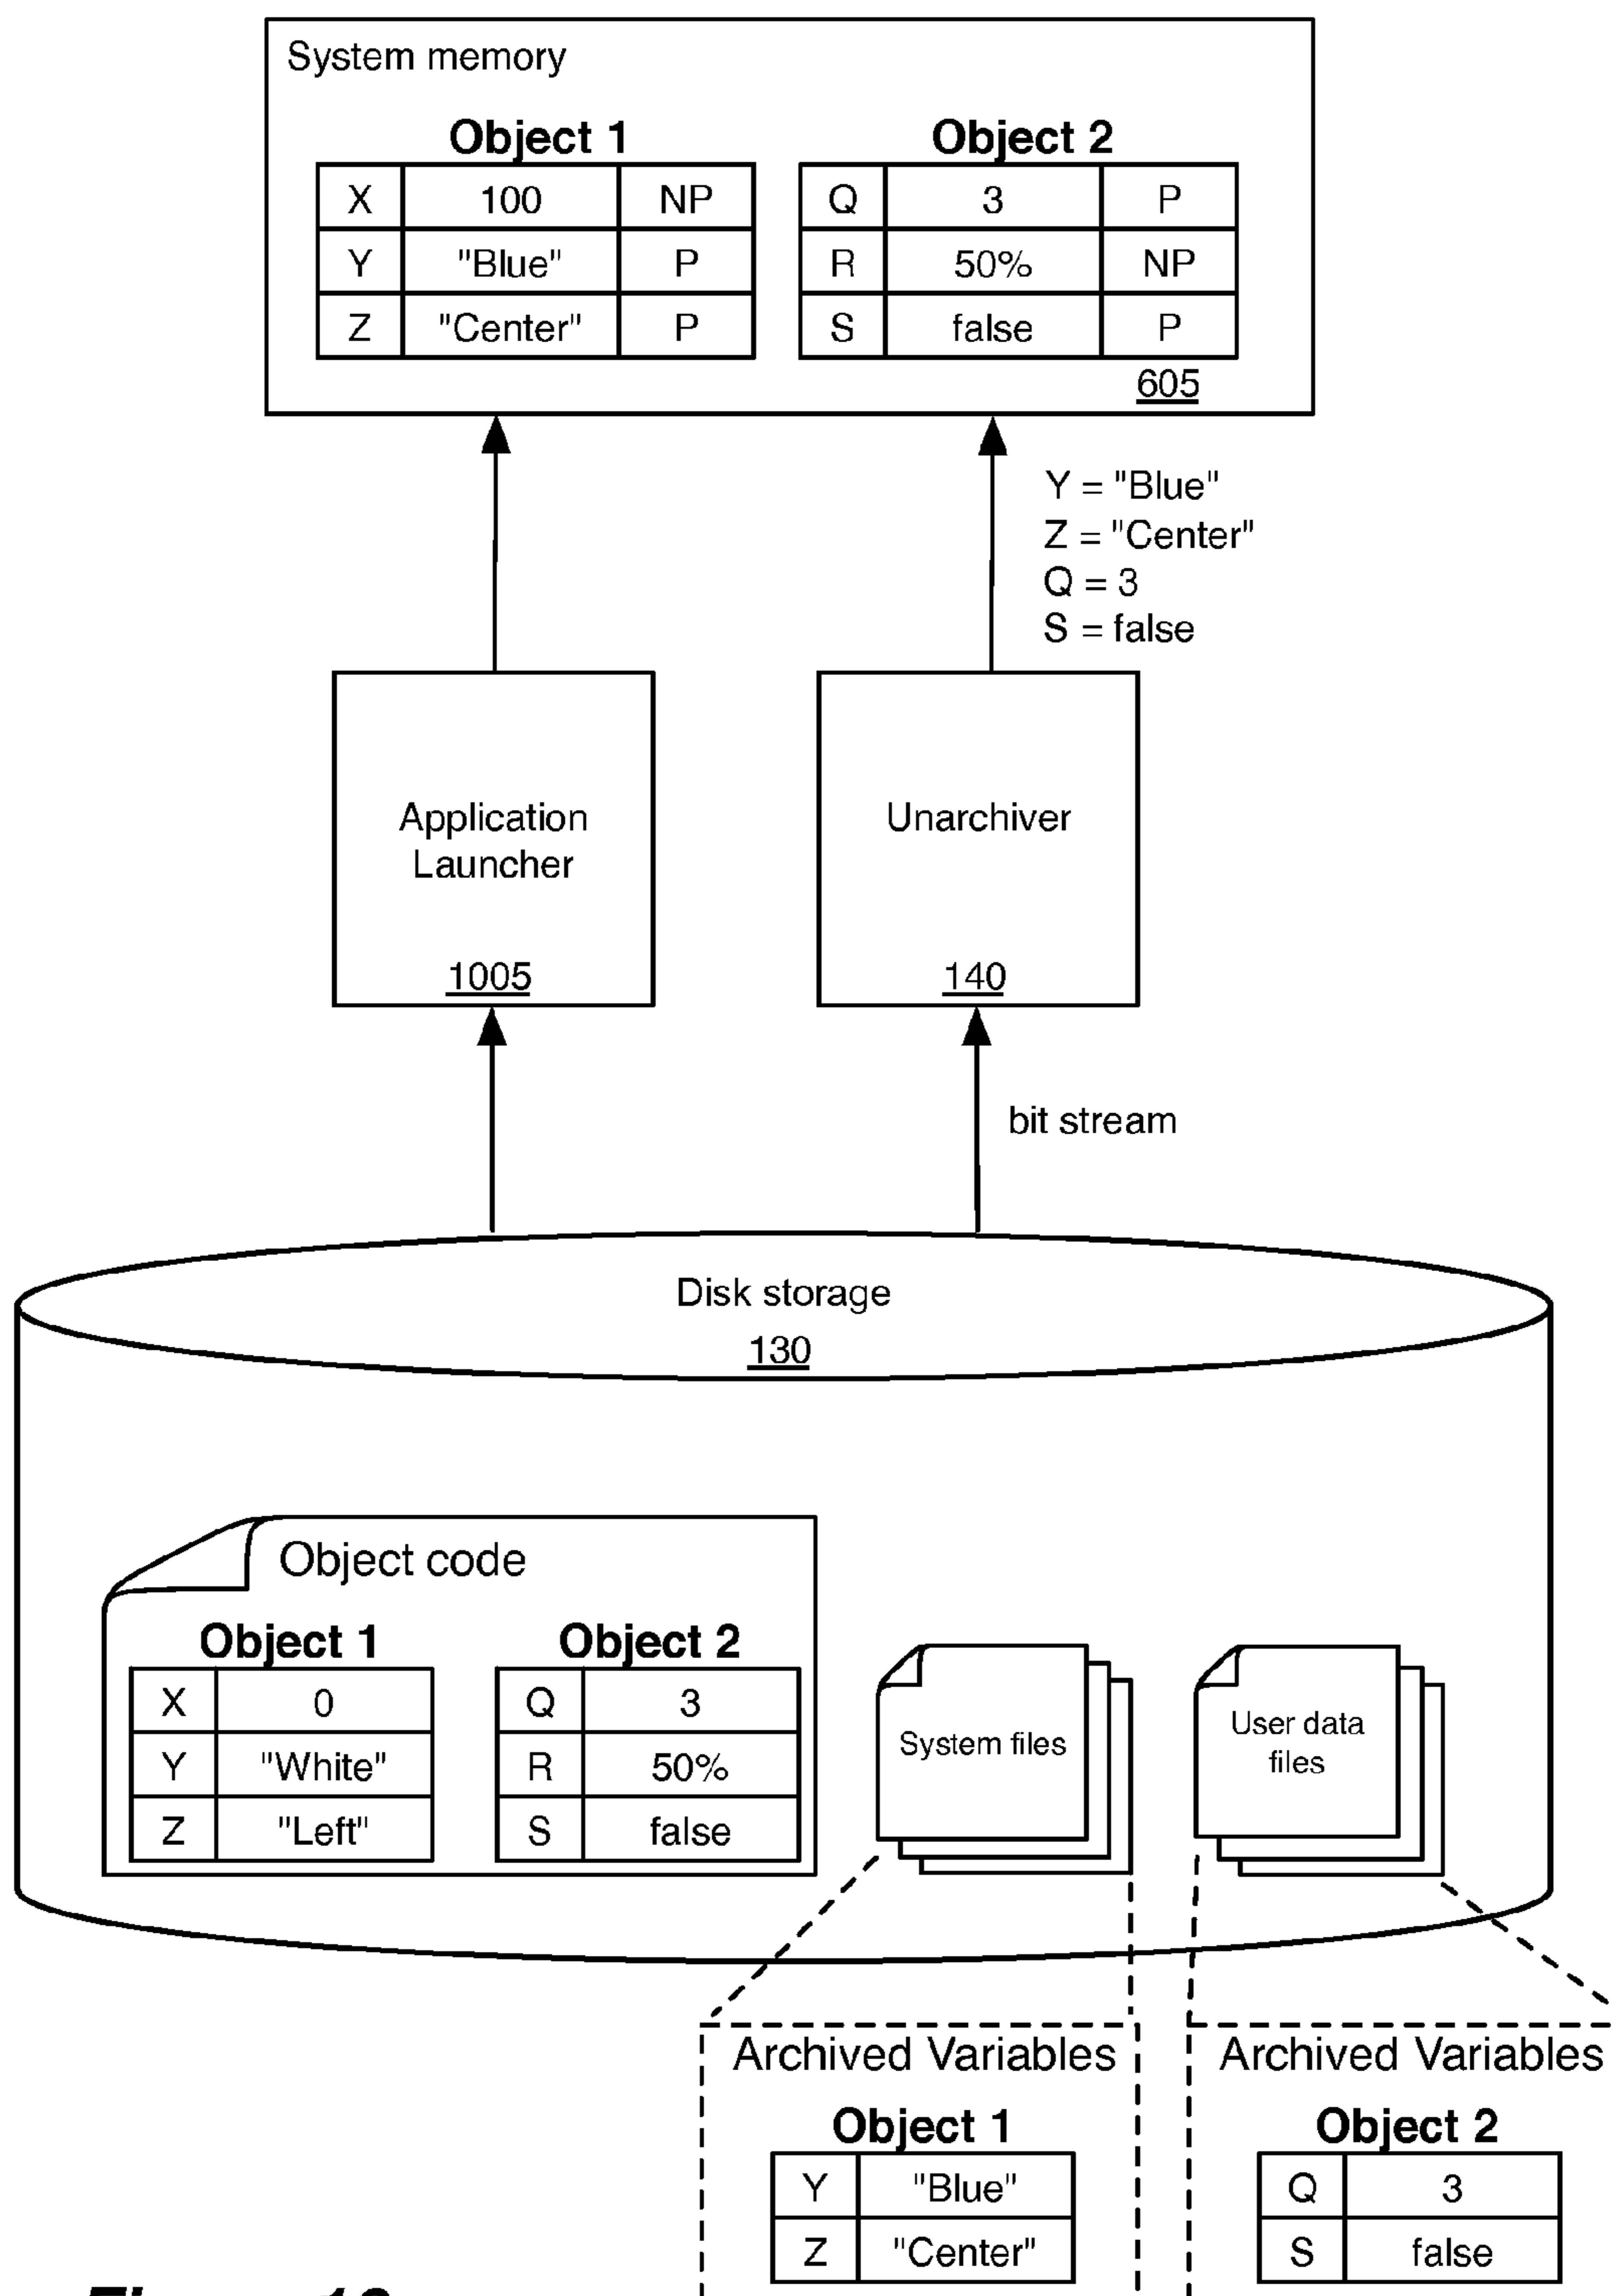 System memory
Object 1
X 100 NP
Y "Blue" P
Z "Center" P
Object 2
Q 3 P
R 50% NP
S false P
605
Y = "Blue"
Z = "Center"
Q = 3
S = false
Application
Launcher
1005
Unarchiver
140
bit stream
Disk storage
130
Object code
Object 1
X 0
Y "White"
Z "Left"
Object 2
Q 3
R 50%
S false
System files
User data
files
Archived Variables
Object 1
Y "Blue"
Z "Center"
Archived Variables
Object 2
Q 3
S false